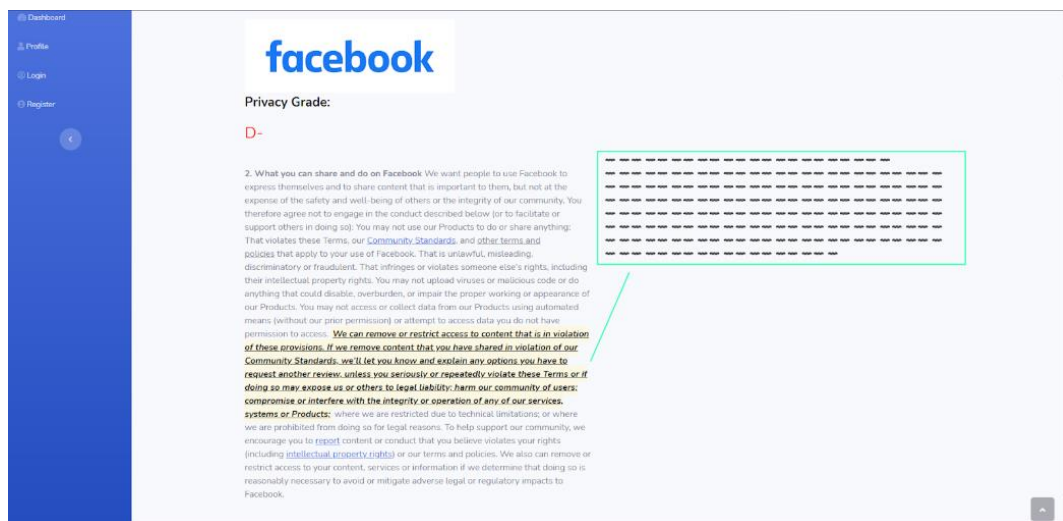 Dashboard
Profile
Login
Register
facebook
Privacy Grade:
D-
2. What you can share and do on Facebook We want people to use Facebook to
express themselves and to share content that is important to them, but not at the
expense of the safety and well-being of others or the integrity of our community. You
therefore agree not to engage in the conduct described below (or to facilitate or
support others in doing so): You may not use our Products to do or share anything:
That violates these Terms, our Community Standards, and other terms and
policies that apply to your use of Facebook. That is unlawful, misleading,
discriminatory or fraudulent. That infringes or violates someone else's rights, including
their intellectual property rights. You may not upload viruses or malicious code or do
anything that could disable, overburden, or impair the proper working or appearance of
our Products. You may not access or collect data from our Products using automated
means (without our prior permission) or attempt to access data you do not have
permission to access. We can remove or restrict access to content that is in violation
of these provisions. If we remove content that you have shared in violation of our
Community Standards, we'll let you know and explain any options you have to
request another review, unless you seriously or repeatedly violate these Terms or if
doing so may expose us or others to legal liability; harm our community of users;
compromise or interfere with the integrity or operation of any of our services,
systems or Products; where we are restricted due to technical limitations; or where
we are prohibited from doing so for legal reasons. To help support our community, we
encourage you to report content or conduct that you believe violates your rights
(including intellectual property rights) or our terms and policies. We also can remove or
restrict access to your content, services or information if we determine that doing so is
reasonably necessary to avoid or mitigate adverse legal or regulatory impacts to
Facebook.